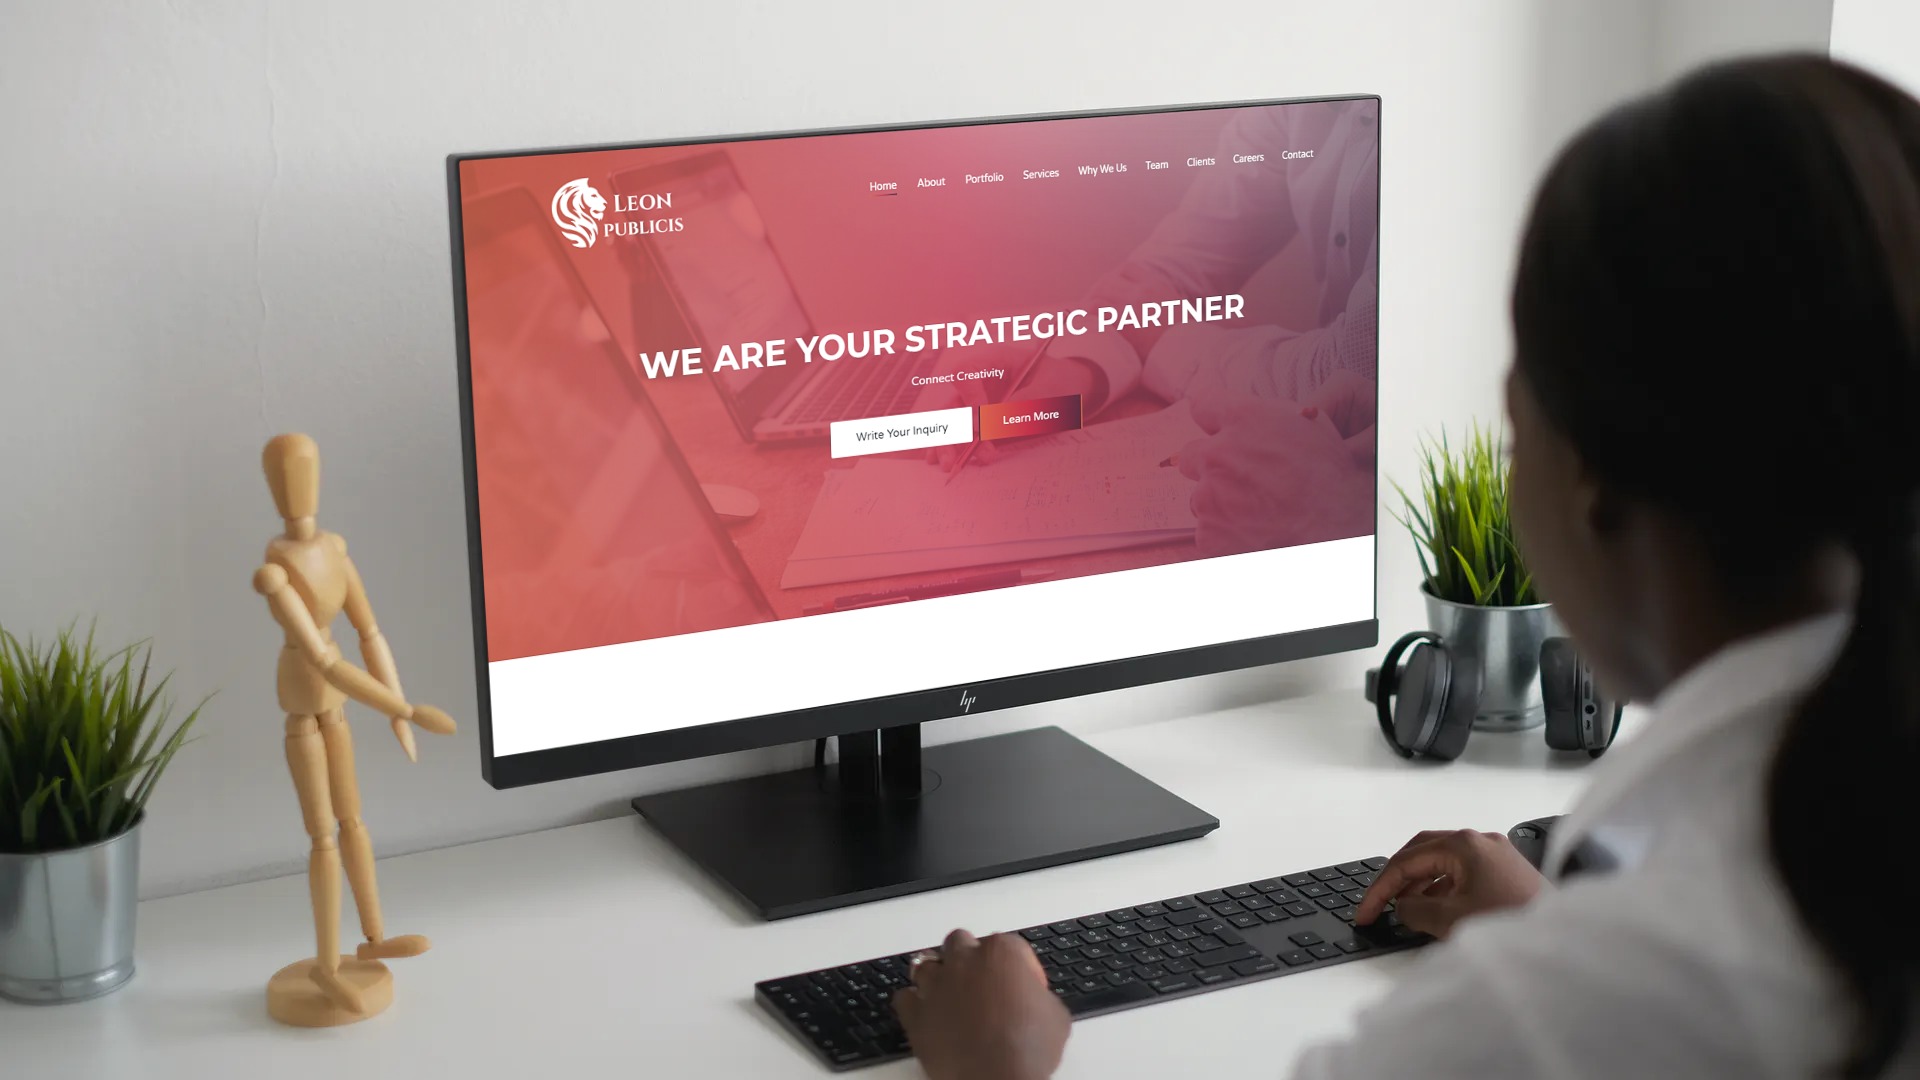 LEON
PUBLICIS
Home About Portfolio Services Why We Us Team Clients Careers Contact
WE ARE YOUR STRATEGIC PARTNER
Connect Creativity
Write Your Inquiry Learn More
hp